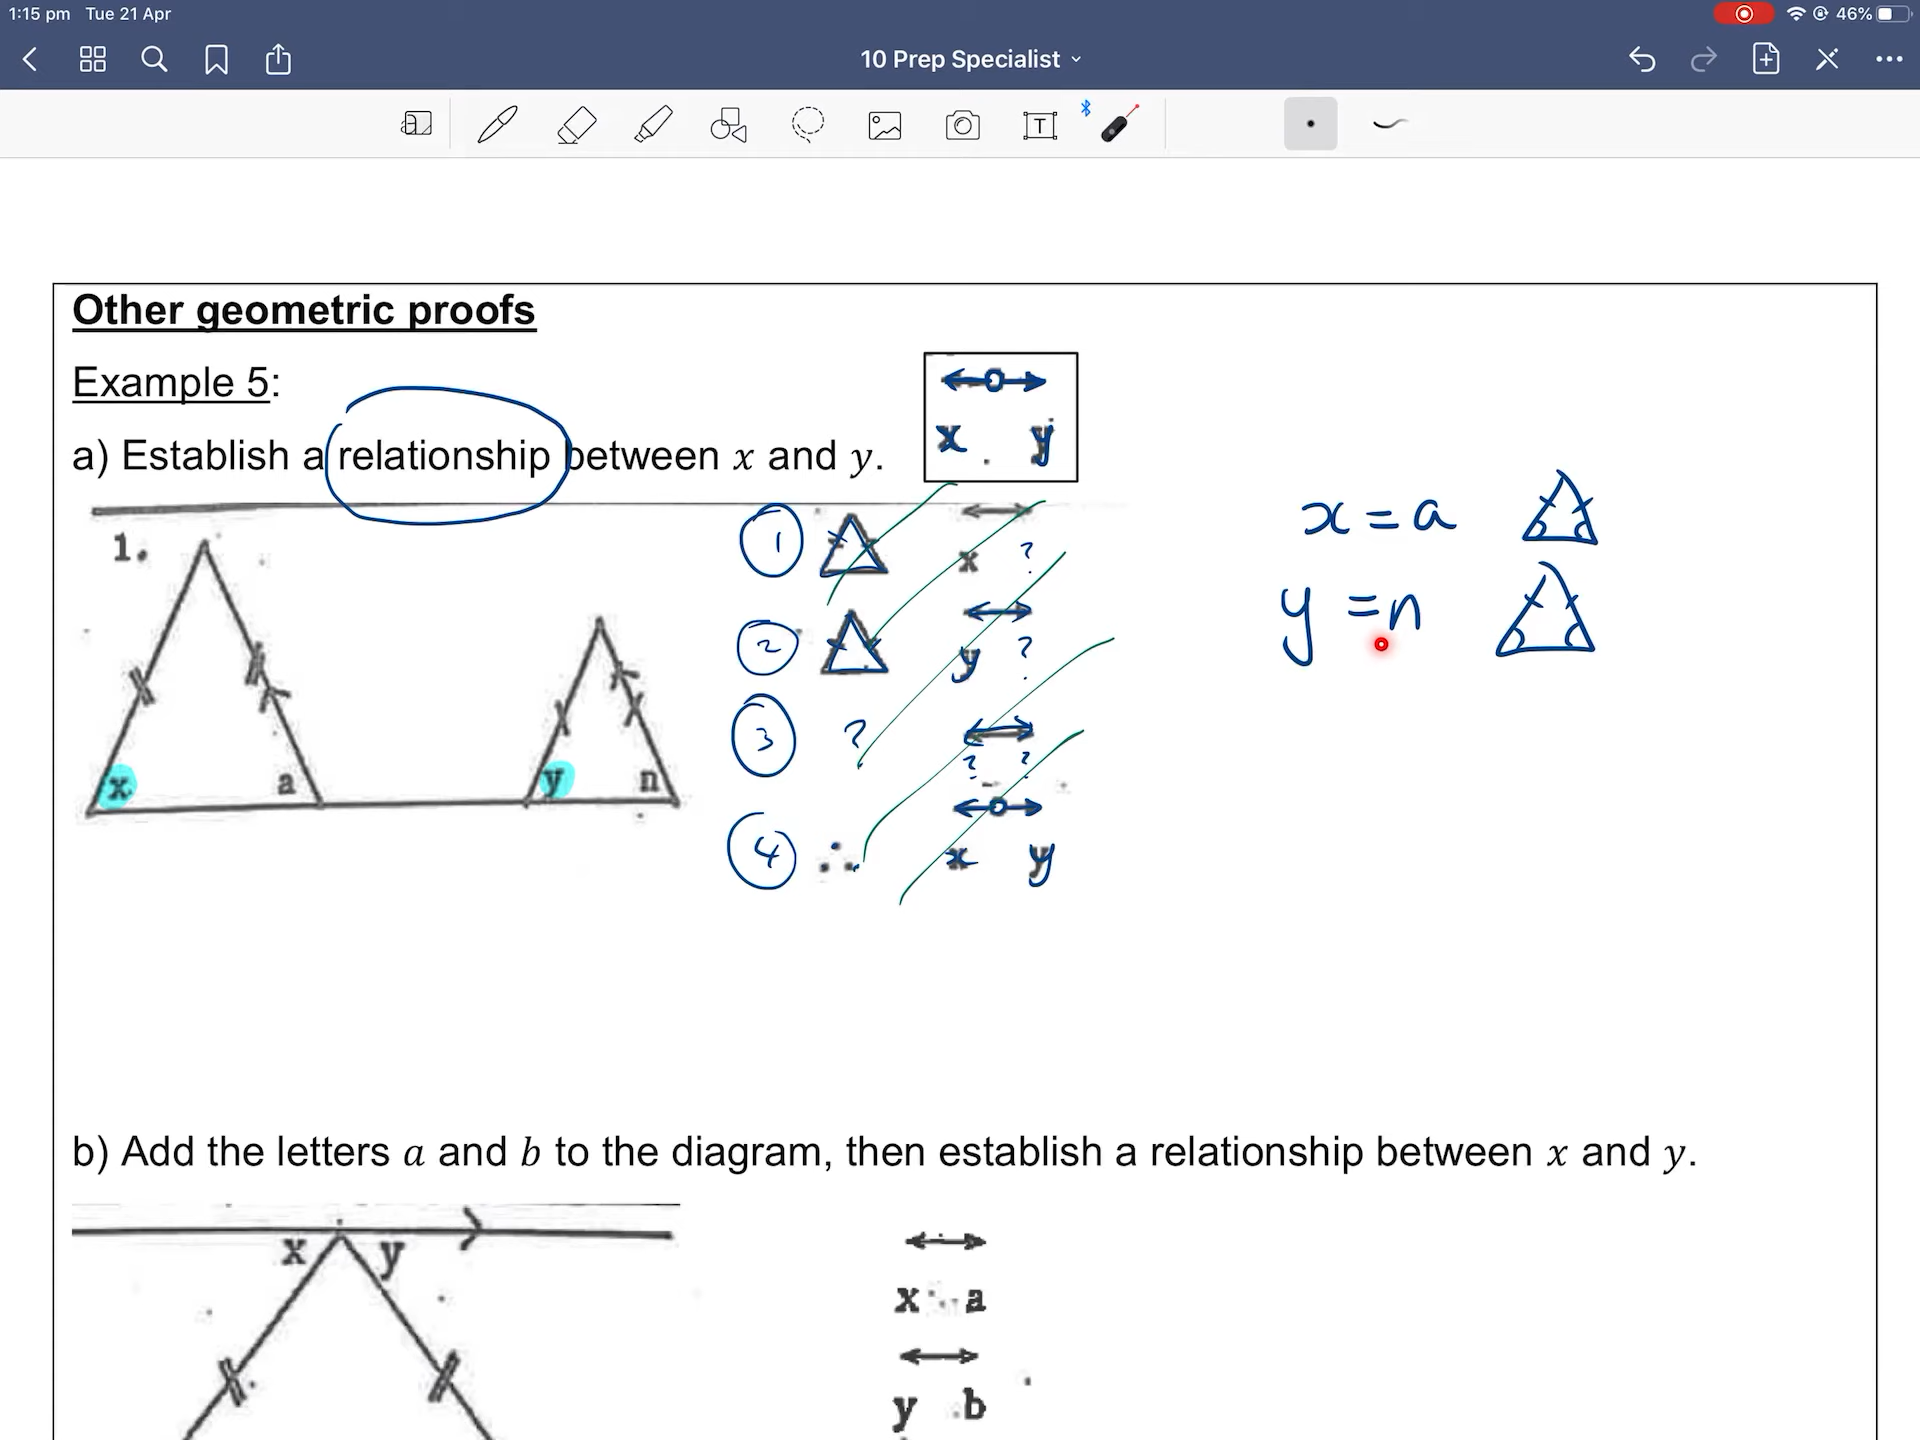 1:15 pm Tue 21 Apr
46%
10 Prep Specialist
Other geometric proofs
Example 5:
a) Establish a relationship between x and y.
x y
1.
x a y n
1 x ?
2 y ?
3 ? ? ?
4 ∴ x y
x = a
y = n
b) Add the letters a and b to the diagram, then establish a relationship between x and y.
x y
x a
y b